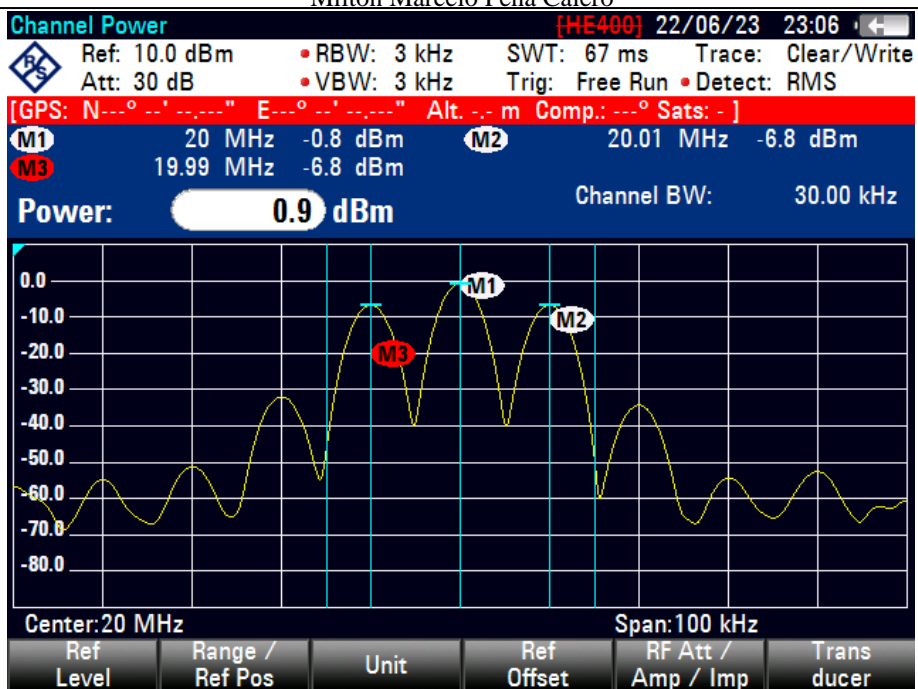 Milton Marcelo Peña Calero
Channel Power [HE400] 22/06/23 23:06
Ref: 10.0 dBm • RBW: 3 kHz SWT: 67 ms Trace: Clear/Write
Att: 30 dB • VBW: 3 kHz Trig: Free Run • Detect: RMS
[GPS: N---° --' --.---" E---° --' --.---" Alt. -.- m Comp.: ---° Sats: - ]
M1 20 MHz -0.8 dBm M2 20.01 MHz -6.8 dBm
M3 19.99 MHz -6.8 dBm
Channel BW: 30.00 kHz
Power: 0.9 dBm
0.0
M1
-10.0
M2
-20.0
M3
-30.0
-40.0
-50.0
-60.0
-70.0
-80.0
Center:20 MHz Span:100 kHz
Ref Level
Range / Ref Pos
Unit
Ref Offset
RF Att / Amp / Imp
Trans ducer